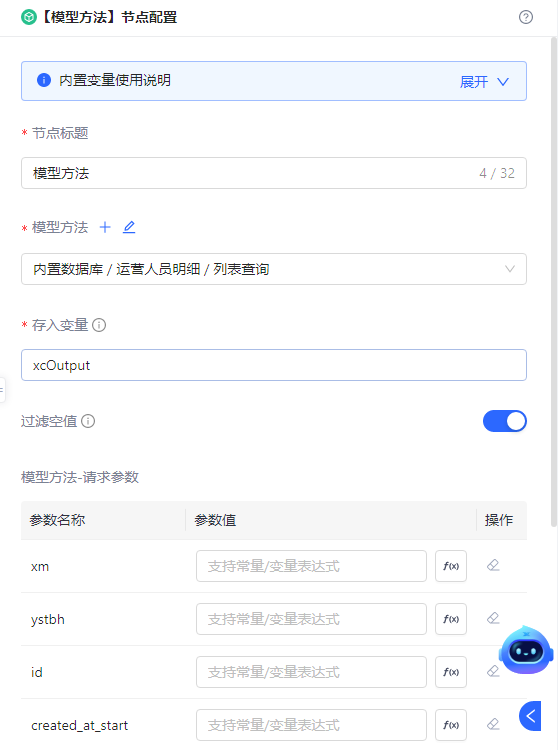 【模型方法】节点配置
内置变量使用说明 展开
* 节点标题
模型方法 4 / 32
* 模型方法
内置数据库 / 运营人员明细 / 列表查询
* 存入变量
xcOutput
过滤空值
模型方法-请求参数
参数名称 参数值 操作
xm 支持常量/变量表达式 f(x)
ystbh 支持常量/变量表达式 f(x)
id 支持常量/变量表达式 f(x)
created_at_start 支持常量/变量表达式 f(x)